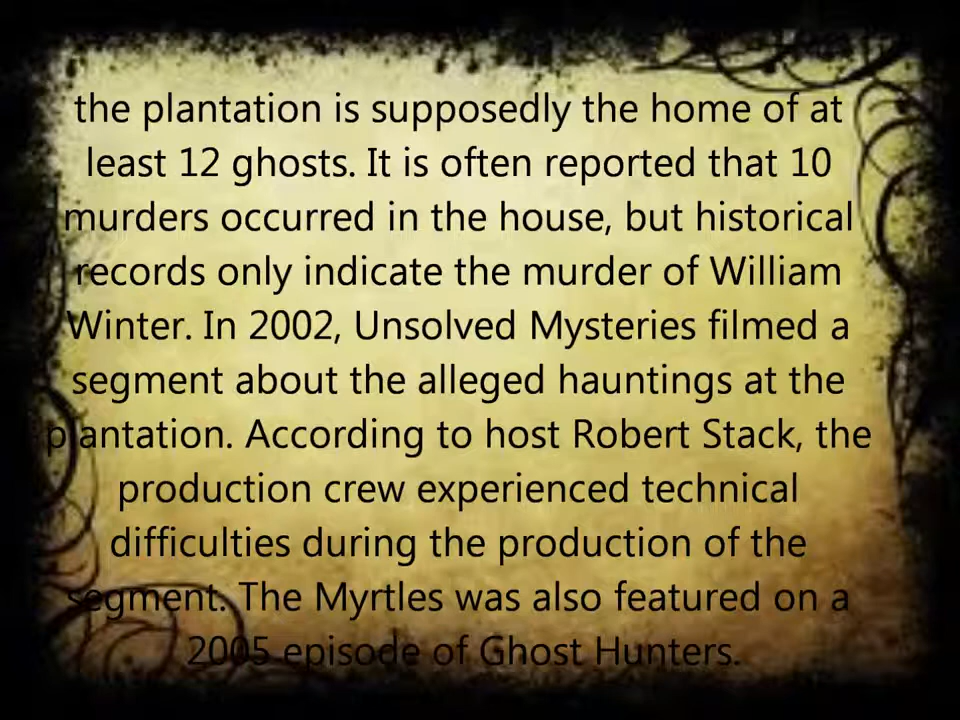 the plantation is supposedly the home of at
least 12 ghosts. It is often reported that 10
murders occurred in the house, but historical
records only indicate the murder of William
Winter. In 2002, Unsolved Mysteries filmed a
segment about the alleged hauntings at the
plantation. According to host Robert Stack, the
production crew experienced technical
difficulties during the production of the
segment. The Myrtles was also featured on a
2005 episode of Ghost Hunters.